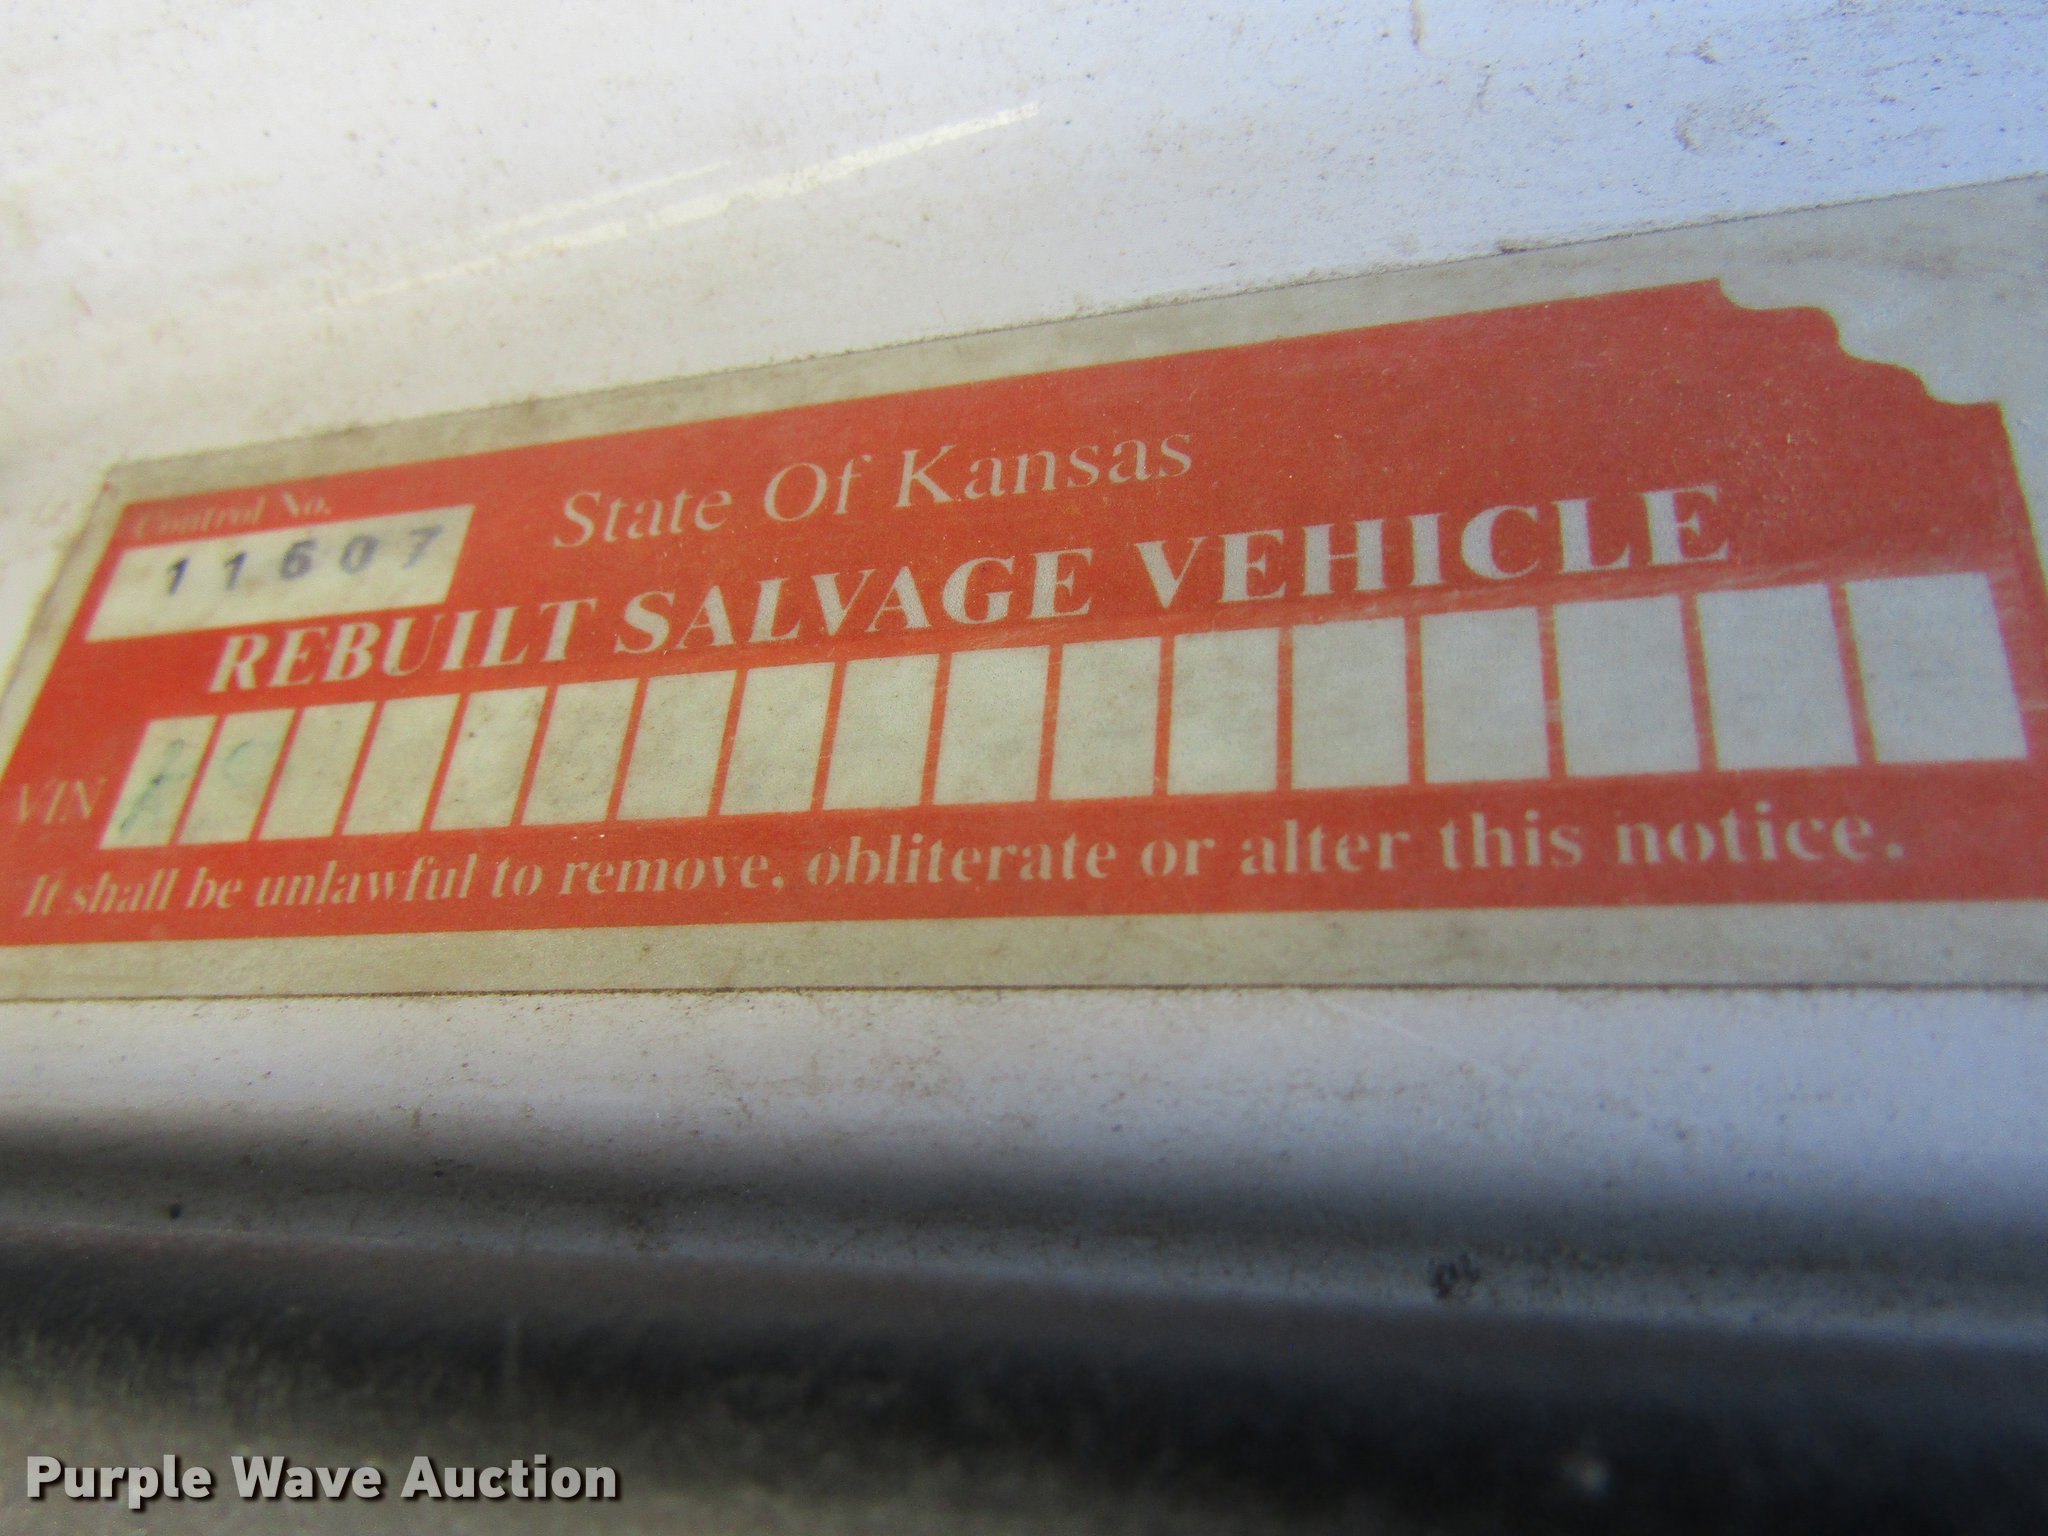 Control No.
11607
State Of Kansas
REBUILT SALVAGE VEHICLE
VIN
It shall be unlawful to remove, obliterate or alter this notice.
Purple Wave Auction